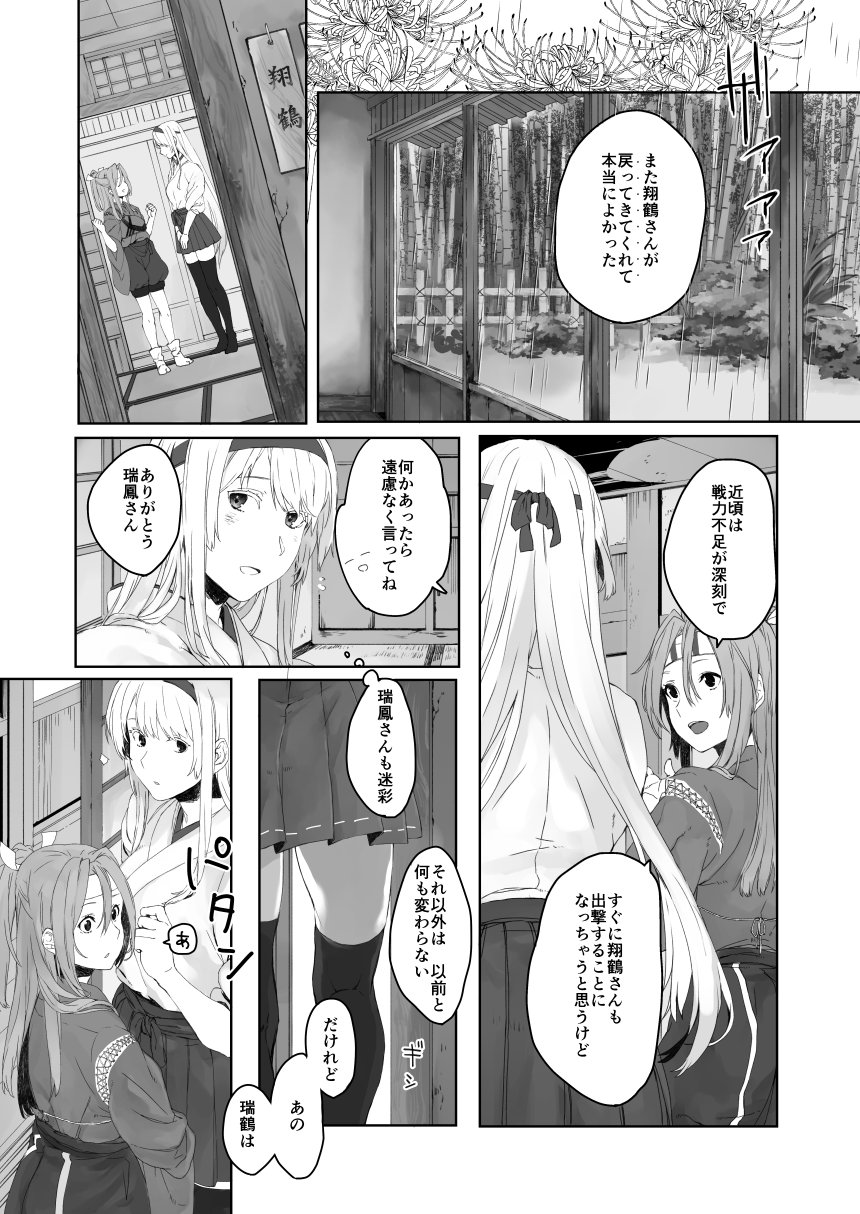 ザアアア
また翔鶴さんが
戻ってきてくれて
本当によかった
翔鶴
近頃は
戦力不足が深刻で
すぐに翔鶴さんも
出撃することに
なっちゃうと思うけど
何かあったら
遠慮なく言ってね
ありがとう
瑞鳳さん
瑞鳳さんも迷彩
それ以外は 以前と
何も変わらない
ギシ
だけれど
あの
瑞鶴は
パタン
あ